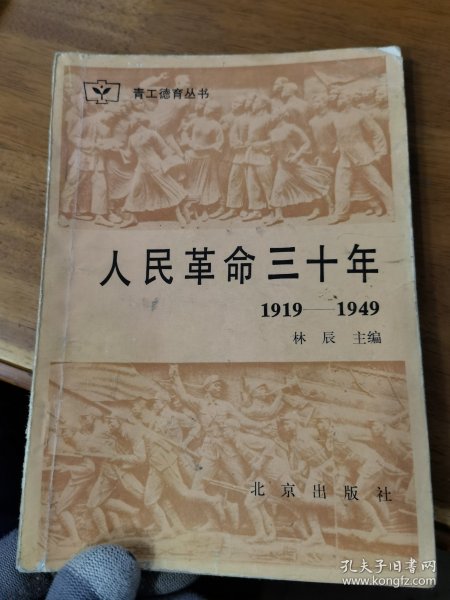 青工德育丛书
人民革命三十年
1919——1949
林辰 主编
北京出版社
孔夫子旧书网
www.kongfz.com